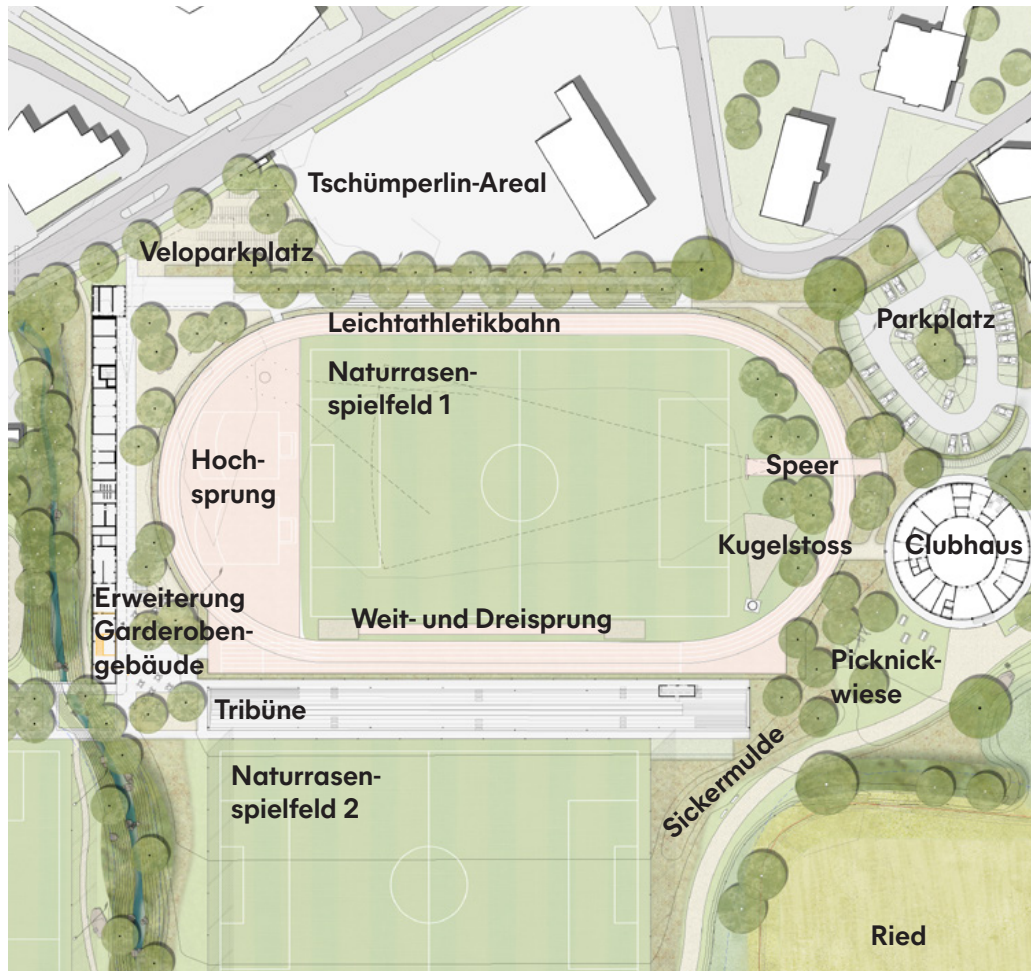 Tschümperlin-Areal
Veloparkplatz
Leichtathletikbahn
Parkplatz
Naturrasen-
spielfeld 1
Hoch-
sprung
Speer
Kugelstoss
Clubhaus
Erweiterung
Garderoben-
gebäude
Weit- und Dreisprung
Picknick-
wiese
Tribüne
Sickermulde
Naturrasen-
spielfeld 2
Ried